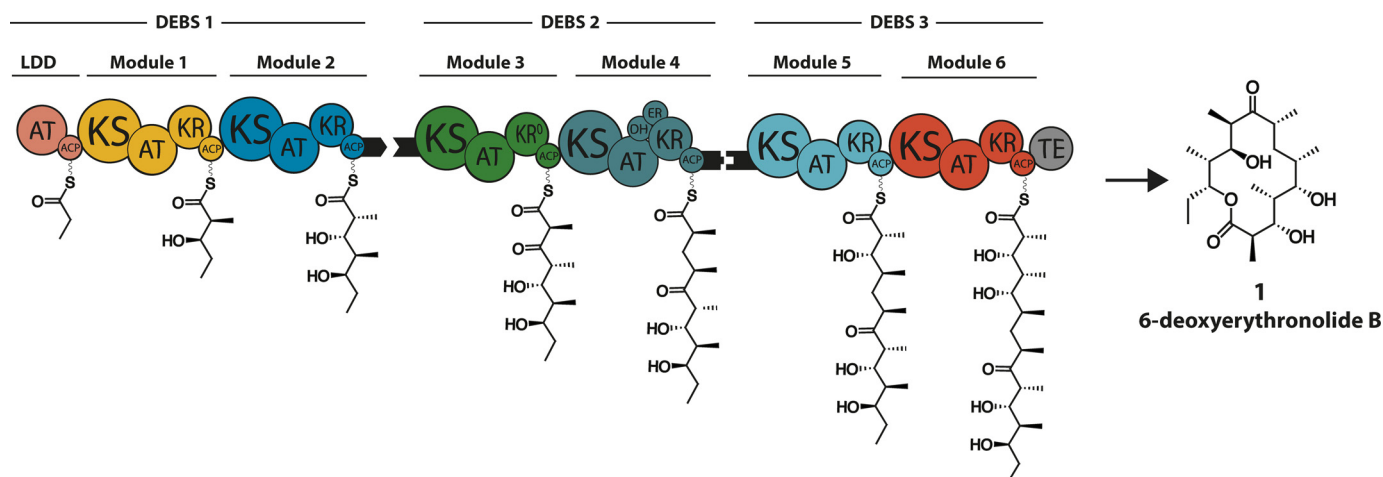 DEBS 1 DEBS 2 DEBS 3
LDD Module 1 Module 2 Module 3 Module 4 Module 5 Module 6
AT ACP KS AT KR ACP KS AT KR ACP KS AT KR⁰ ACP KS AT DH ER KR ACP KS AT KR ACP KS AT KR ACP TE
S S S S S S S
O O O O O O O
HO HO O HO O
HO HO HO
HO O HO
HO O
HO HO
HO HO
HO
O
OH
O
OH
O
OH
1
6-deoxyerythronolide B